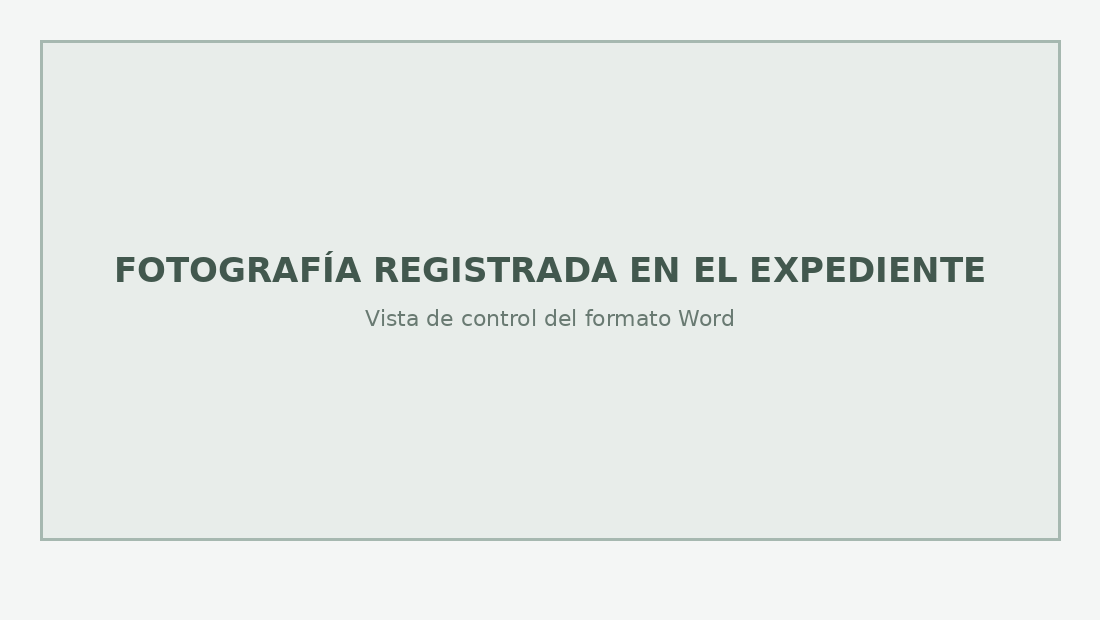 FOTOGRAFÍA REGISTRADA EN EL EXPEDIENTE
Vista de control del formato Word